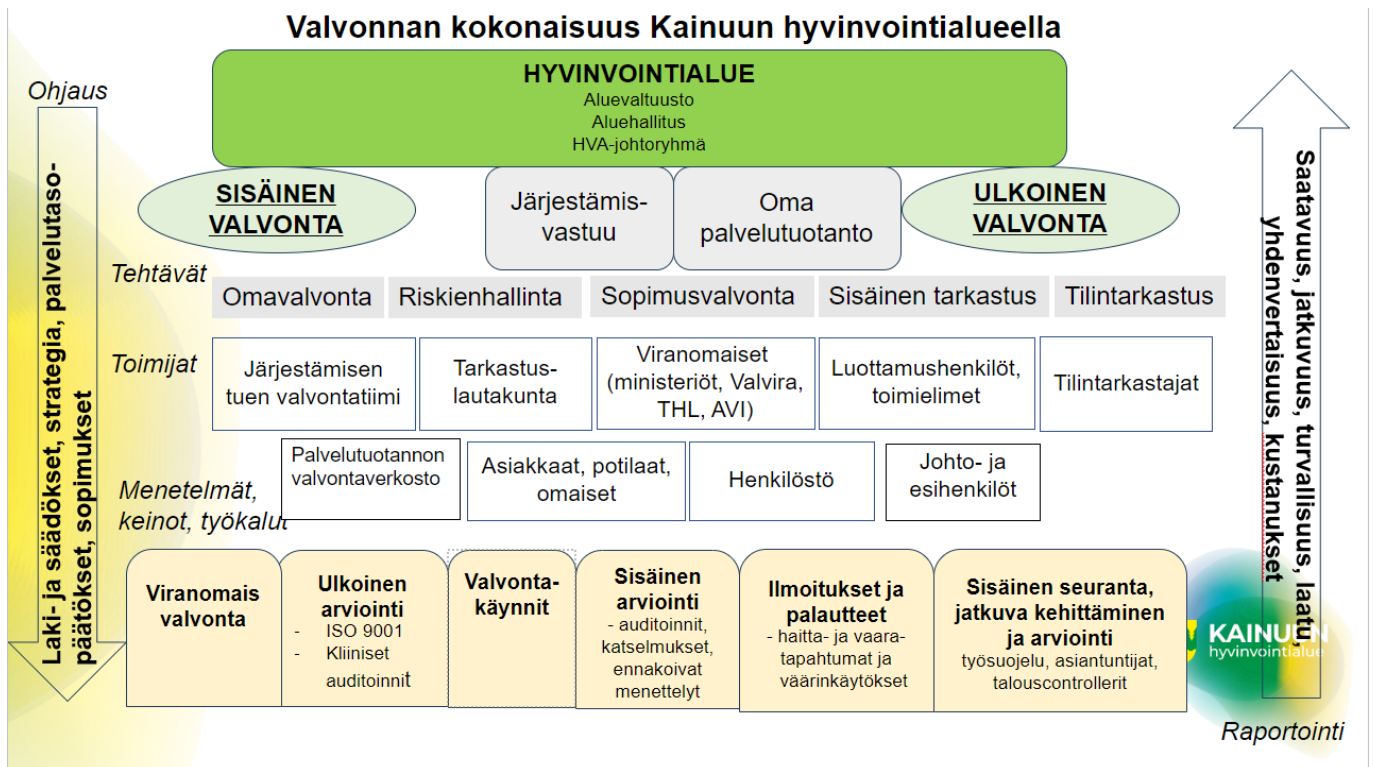 Valvonnan kokonaisuus Kainuun hyvinvointialueella
Ohjaus
HYVINVOINTIALUE
Aluevaltuusto
Aluehallitus
HVA-johtoryhmä
Laki- ja säädökset, strategia, palvelutaso-
päätökset, sopimukset
SISÄINEN
VALVONTA
Järjestämis-
vastuu
Oma
palvelutuotanto
ULKOINEN
VALVONTA
Saatavuus, jatkuvuus, turvallisuus, laatu,
yhdenvertaisuus, kustanukset
Tehtävät
Omavalvonta
Riskienhallinta
Sopimusvalvonta
Sisäinen tarkastus
Tilintarkastus
Toimijat
Järjestämisen
tuen valvontatiimi
Tarkastus-
lautakunta
Viranomaiset
(ministeriöt, Valvira,
THL, AVI)
Luottamushenkilöt,
toimielimet
Tilintarkastajat
Palvelutuotannon
valvontaverkosto
Asiakkaat, potilaat,
omaiset
Henkilöstö
Johto- ja
esihenkilöt
Menetelmät,
keinot, työkalut
Viranomais
valvonta
Ulkoinen
arviointi
- ISO 9001
- Kliiniset
auditoinnit
Valvonta-
käynnit
Sisäinen
arviointi
- auditoinnit,
katselmukset,
ennakoivat
menettelyt
Ilmoitukset ja
palautteet
- haitta- ja vaara-
tapahtumat ja
väärinkäytökset
Sisäinen seuranta,
jatkuva kehittäminen
ja arviointi
työsuojelu, asiantuntijat,
talouscontrollerit
KAINUUN
hyvinvointialue
Raportointi